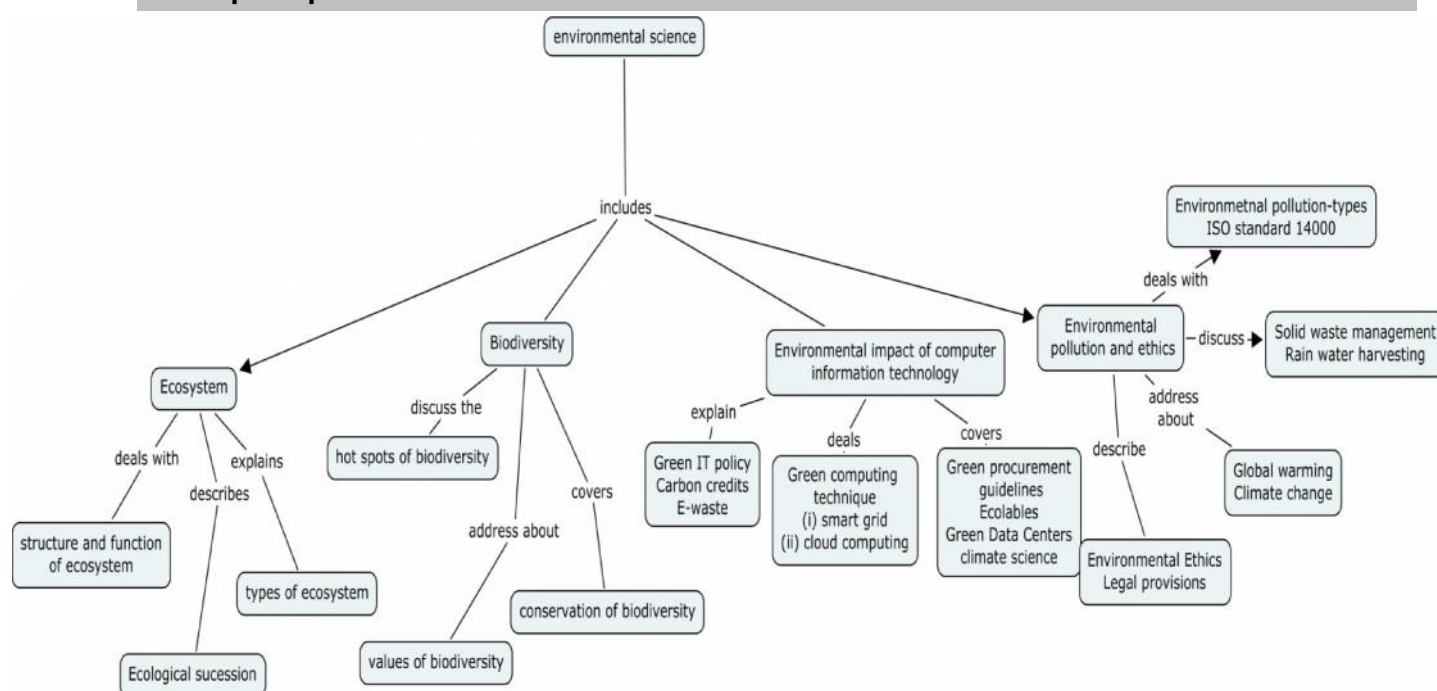 environmental science
includes
Environmetnal pollution-types
ISO standard 14000
deals with
Environmental
pollution and ethics
discuss
Solid waste management
Rain water harvesting
address
about
Global warming
Climate change
describe
Environmental Ethics
Legal provisions
Environmental impact of computer
information technology
explain
Green IT policy
Carbon credits
E-waste
deals
Green computing
technique
(i) smart grid
(ii) cloud computing
covers
Green procurement
guidelines
Ecolables
Green Data Centers
climate science
Biodiversity
discuss the
hot spots of biodiversity
address about
values of biodiversity
covers
conservation of biodiversity
Ecosystem
deals with
structure and function
of ecosystem
describes
Ecological sucession
explains
types of ecosystem